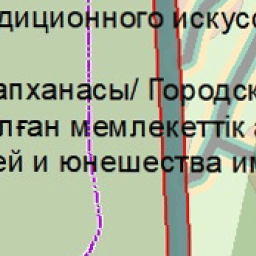 диционного искусс
апханасы/ Городск
лған мемлекеттік а
ей и юнешества им